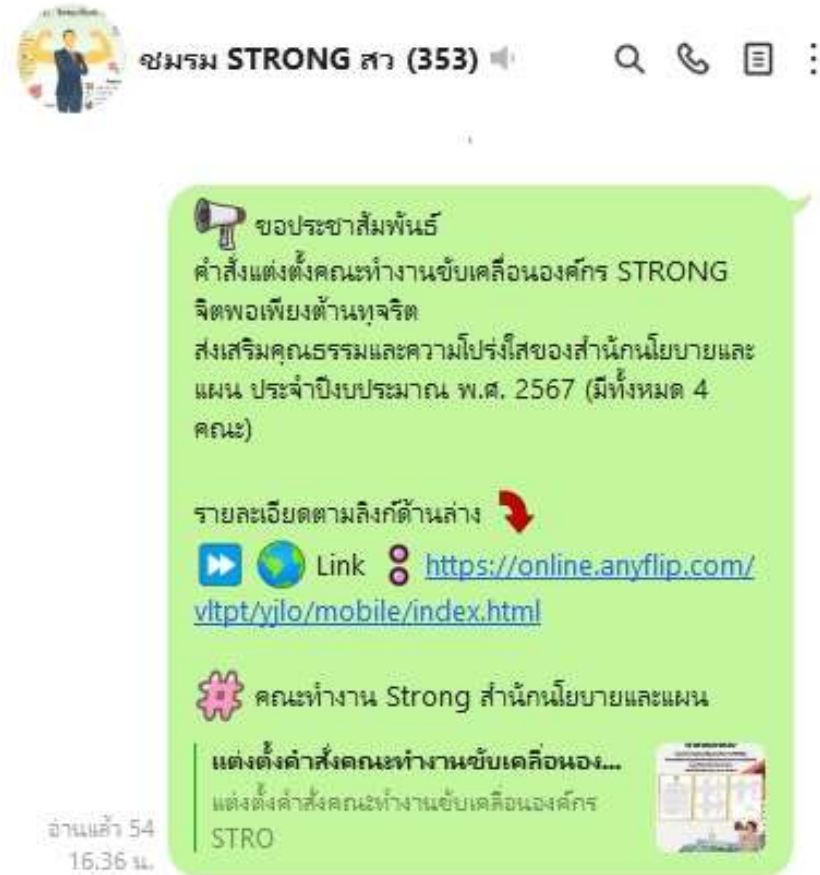 ชมรม STRONG สว (353)
ขอประชาสัมพันธ์
คำสั่งแต่งตั้งคณะทำงานขับเคลื่อนองค์กร STRONG
จิตพอเพียงต้านทุจริต
ส่งเสริมคุณธรรมและความโปร่งใสของสำนักนโยบายและ
แผน ประจำปีงบประมาณ พ.ศ. 2567 (มีทั้งหมด 4
คณะ)
รายละเอียดตามลิงก์ด้านล่าง
Link https://online.anyflip.com/
vltpt/yjlo/mobile/index.html
คณะทำงาน Strong สำนักนโยบายและแผน
แต่งตั้งคำสั่งคณะทำงานขับเคลื่อนอง...
แต่งตั้งคำสั่งคณะทำงานขับเคลื่อนองค์กร
STRO
อ่านแล้ว 54
16.36 น.